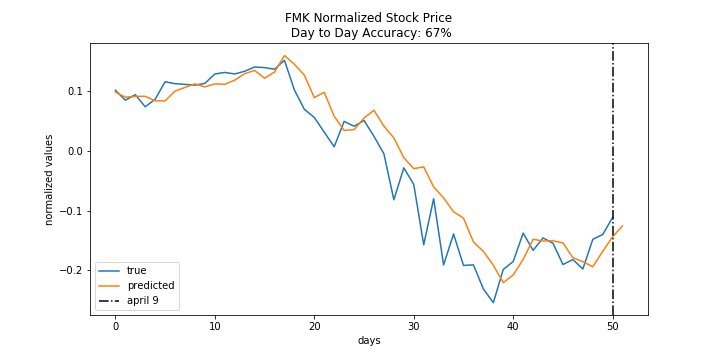 FMK Normalized Stock Price
Day to Day Accuracy: 67%
normalized values
0.1
0.0
−0.1
−0.2
true
predicted
april 9
0 10 20 30 40 50
days